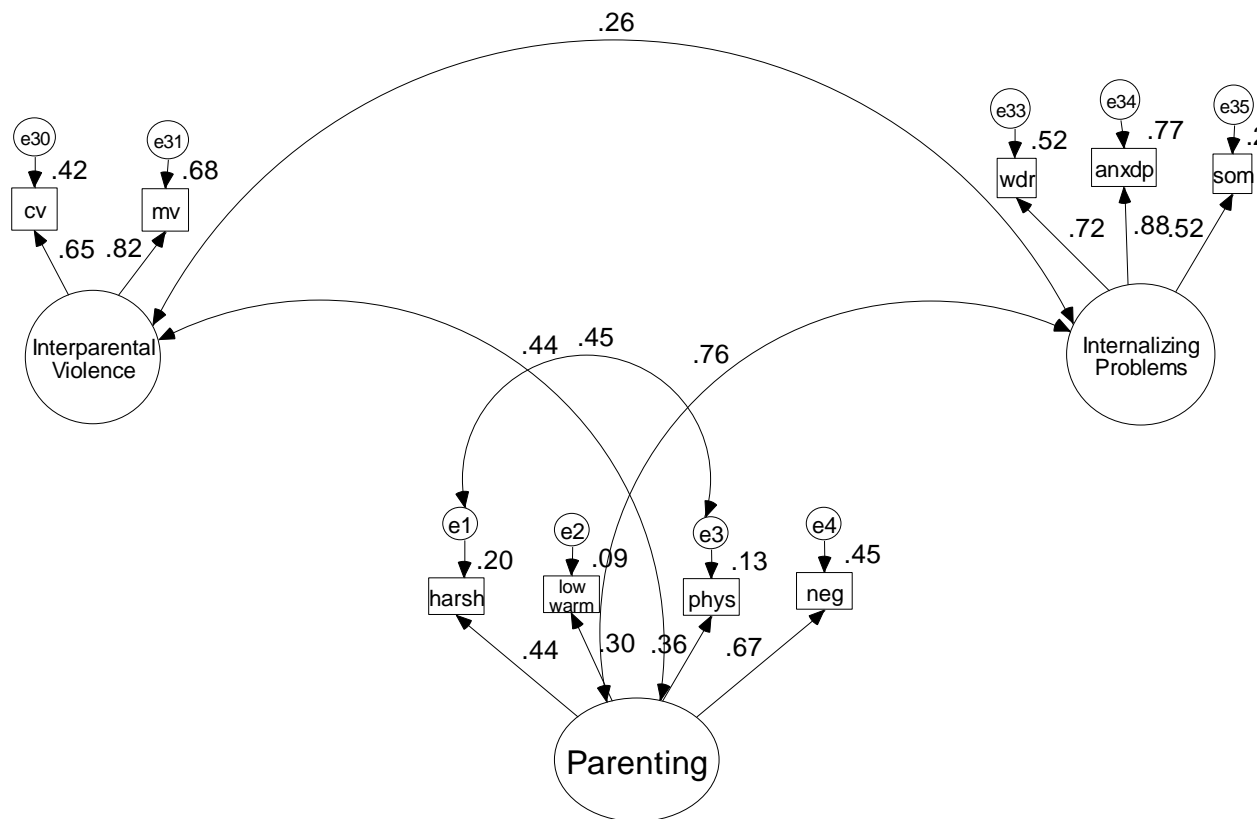 .26
e30
e31
e33
e34
e35
.42
.68
.52
.77
cv
mv
wdr
anxdp
som
.65
.82
.72
.88
.52
Interparental
Violence
Internalizing
Problems
.44
.45
.76
e1
e2
e3
e4
.20
.09
.13
.45
harsh
low
warm
phys
neg
.44
.30
.36
.67
Parenting